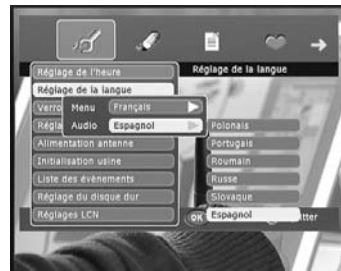 Réglage de l'heure
Réglage de la langue
Réglage de la langue
Verro
Menu Français
Régla
Audio Espagnol
Polonais
Alimentation antenne
Portugais
Initialisation usine
Roumain
Liste des évènements
Russe
Réglage du disque dur
Slovaque
Réglages LCN
OK
Espagnol
tter